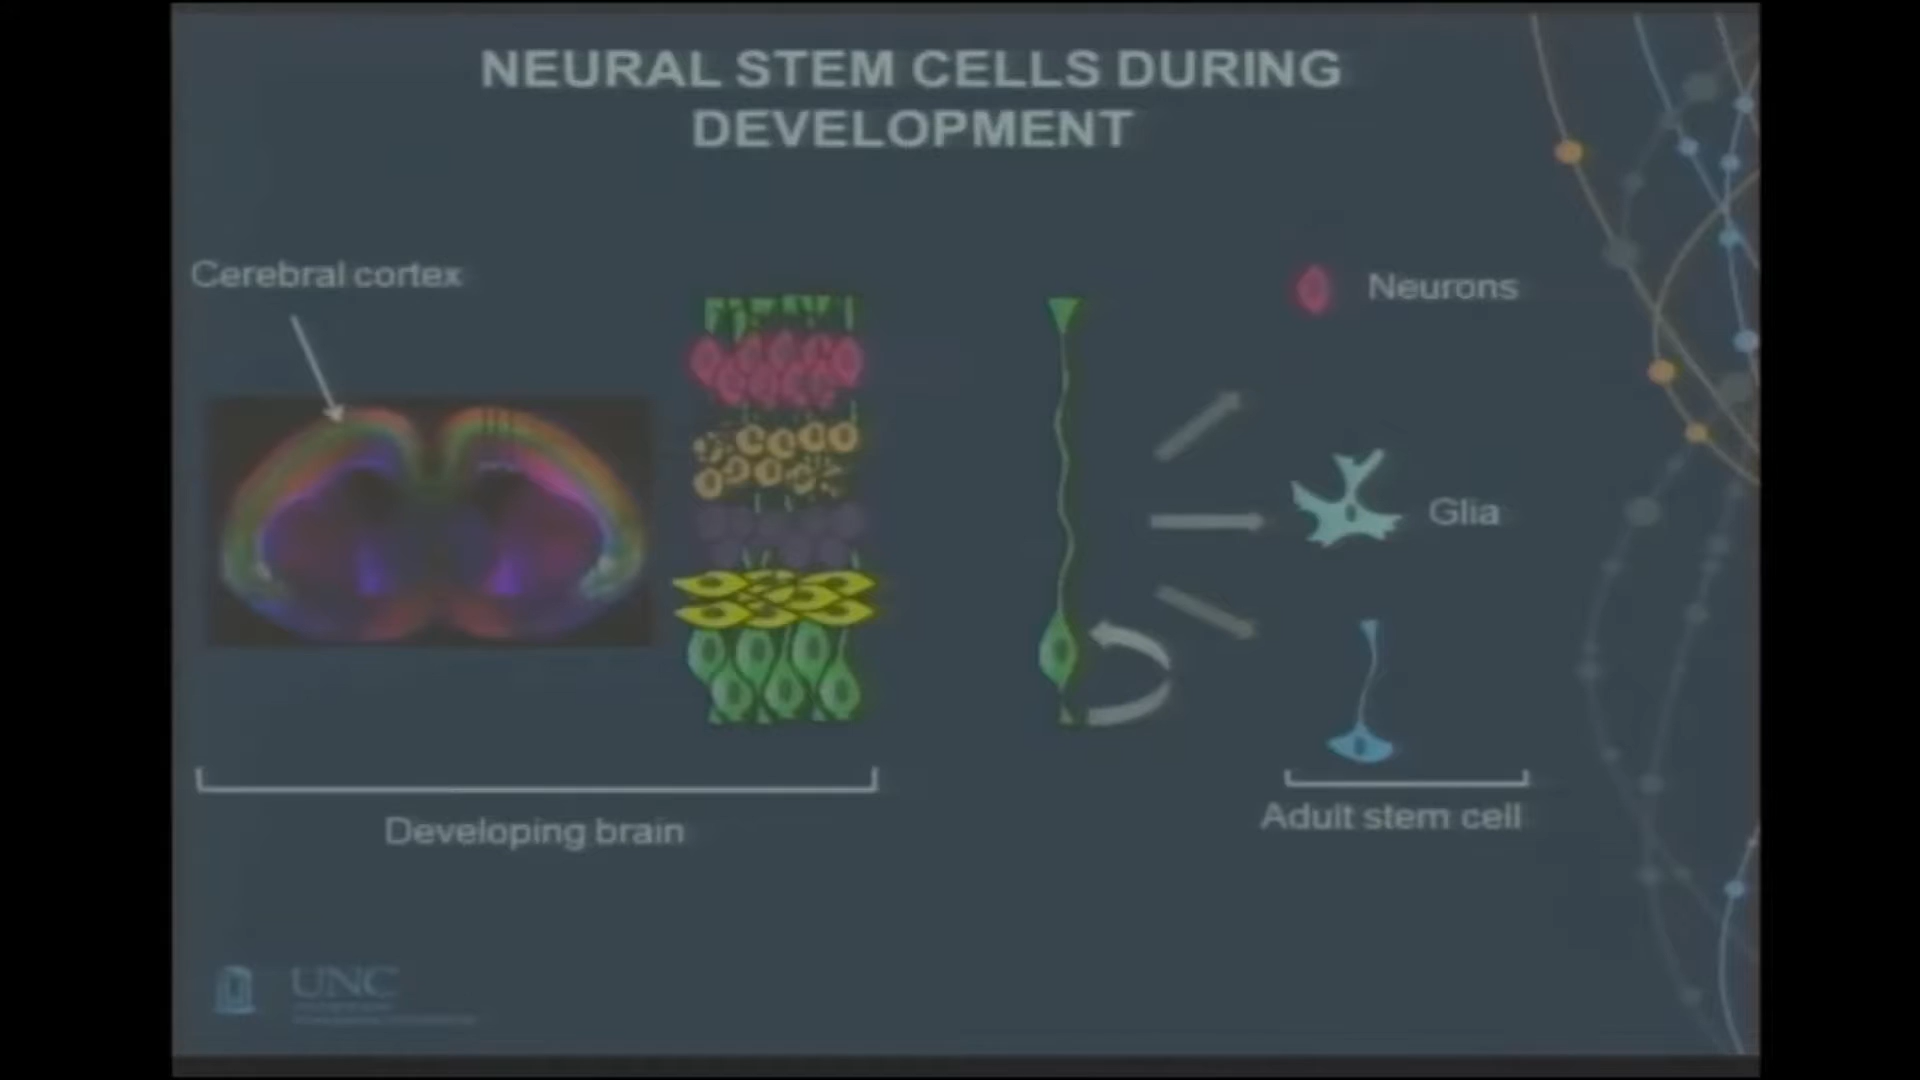 NEURAL STEM CELLS DURING
DEVELOPMENT
Cerebral cortex
Neurons
Glia
Adult stem cell
Developing brain
UNC